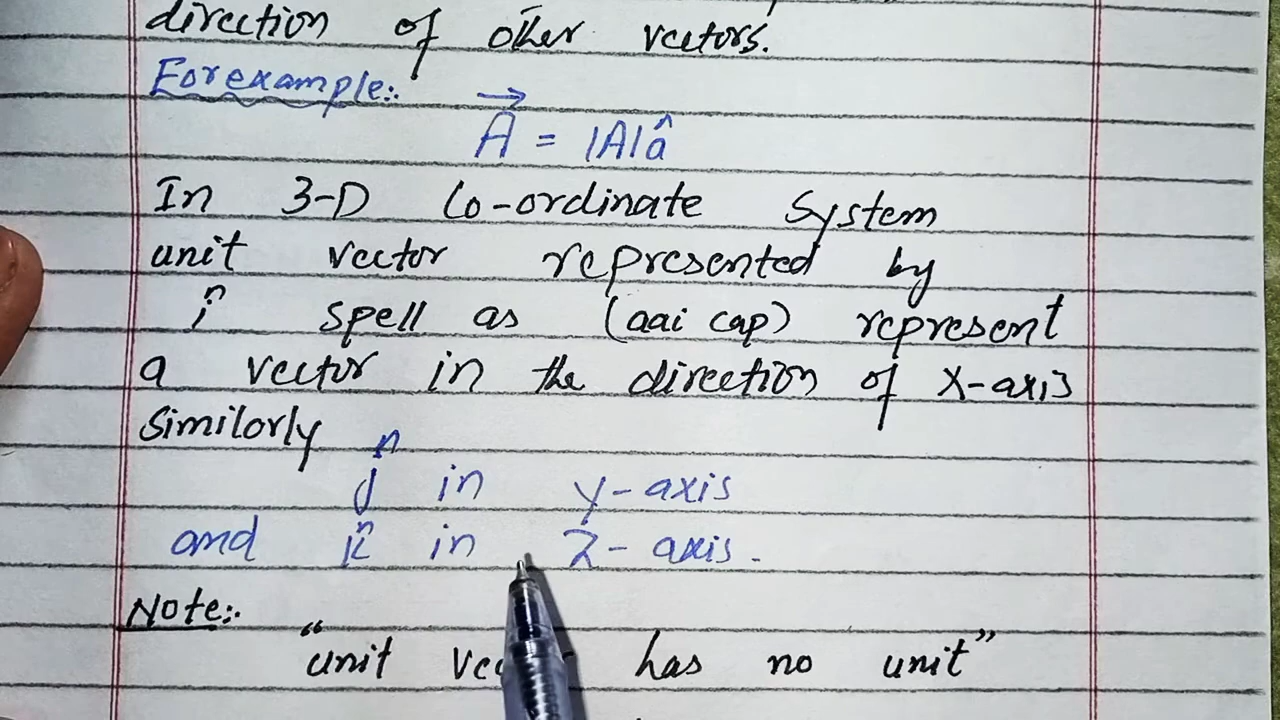 direction of other vectors.
For example:.
A⃗ = |A|â
In 3-D Co-ordinate System
unit vector represented by
î spell as (aai cap) represent
a vector in the direction of X-axis
Similorly
ĵ in y-axis
and k̂ in Z-axis.
Note:.
"unit has no unit"